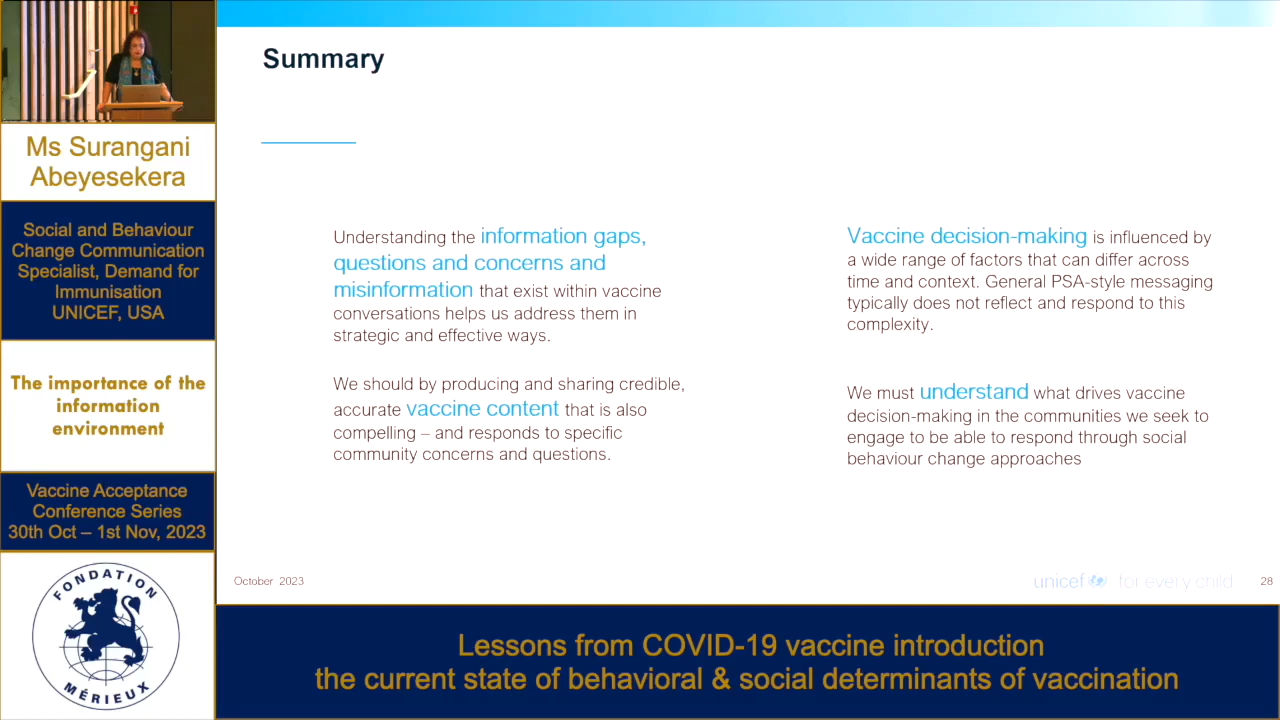 Ms Surangani
Abeyesekera
Social and Behaviour
Change Communication
Specialist, Demand for
Immunisation
UNICEF, USA
The importance of the
information
environment
Vaccine Acceptance
Conference Series
30th Oct – 1st Nov, 2023
FONDATION
MÉRIEUX
Summary
Understanding the information gaps,
questions and concerns and
misinformation that exist within vaccine
conversations helps us address them in
strategic and effective ways.
We should by producing and sharing credible,
accurate vaccine content that is also
compelling – and responds to specific
community concerns and questions.
Vaccine decision-making is influenced by
a wide range of factors that can differ across
time and context. General PSA-style messaging
typically does not reflect and respond to this
complexity.
We must understand what drives vaccine
decision-making in the communities we seek to
engage to be able to respond through social
behaviour change approaches
October 2023
unicef for every child
28
Lessons from COVID-19 vaccine introduction
the current state of behavioral & social determinants of vaccination